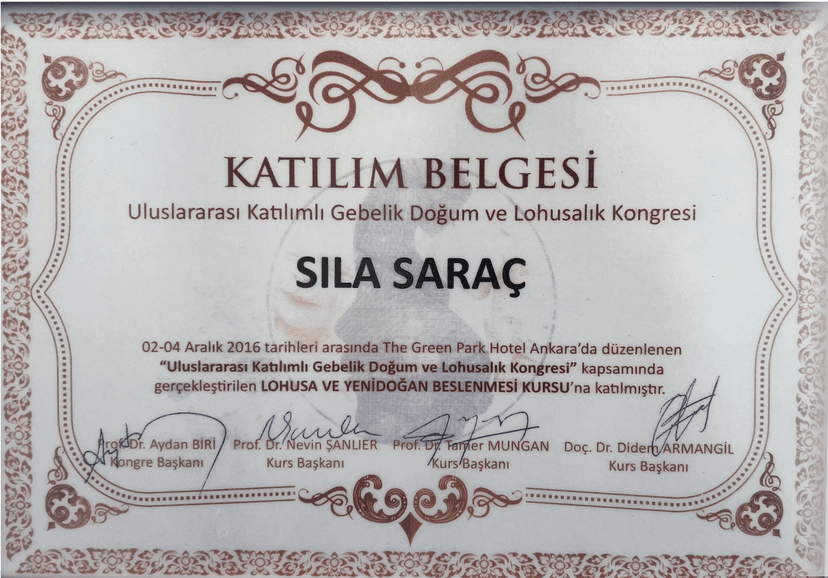 KATILIM BELGESİ
Uluslararası Katılımlı Gebelik Doğum ve Lohusalık Kongresi
SILA SARAÇ
02-04 Aralık 2016 tarihleri arasında The Green Park Hotel Ankara'da düzenlenen
“Uluslararası Katılımlı Gebelik Doğum ve Lohusalık Kongresi” kapsamında
gerçekleştirilen LOHUSA VE YENİDOĞAN BESLENMESİ KURSU'na katılmıştır.
Prof. Dr. Aydan BİRİ Prof. Dr. Nevin ŞANLIER Prof. Dr. Tamer MUNGAN Doç. Dr. Didem ARMANGİL
Kongre Başkanı Kurs Başkanı Kurs Başkanı Kurs Başkanı